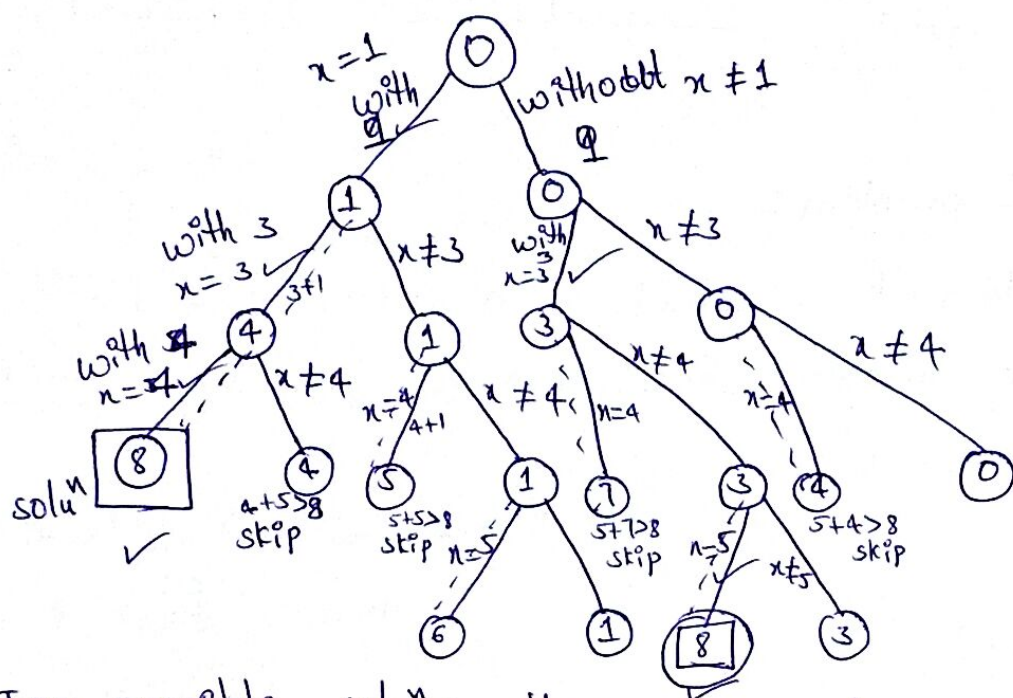 0
x = 1
with
1
without x ≠ 1
1
1
0
with 3
x = 3
3+1
x ≠ 3
with
3
x=3
x ≠ 3
4
1
3
0
with 4
x = 4
x ≠ 4
x=4
4+1
x ≠ 4
x=4
x ≠ 4
x=4
x ≠ 4
8
soluⁿ
4
4+5>8
skip
5
5+5>8
skip
1
7
5+7>8
skip
3
4
5+4>8
skip
0
x=5
x=5
x≠5
6
1
8
3